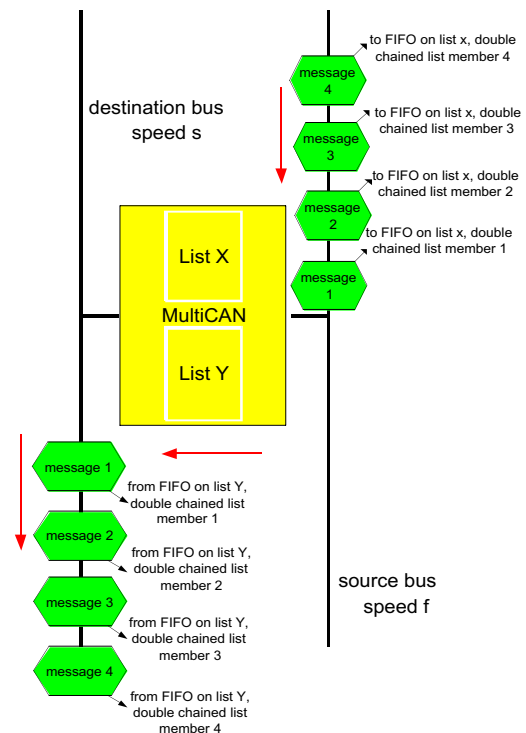 to FIFO on list x, double
chained list member 4
message
4
destination bus
speed s
to FIFO on list x, double
chained list member 3
message
3
to FIFO on list x, double
chained list member 2
message
2
to FIFO on list x, double
chained list member 1
message
1
List X
MultiCAN
List Y
message 1
from FIFO on list Y,
double chained list
member 1
message 2
from FIFO on list Y,
double chained list
member 2
source bus
speed f
message 3
from FIFO on list Y,
double chained list
member 3
message 4
from FIFO on list Y,
double chained list
member 4